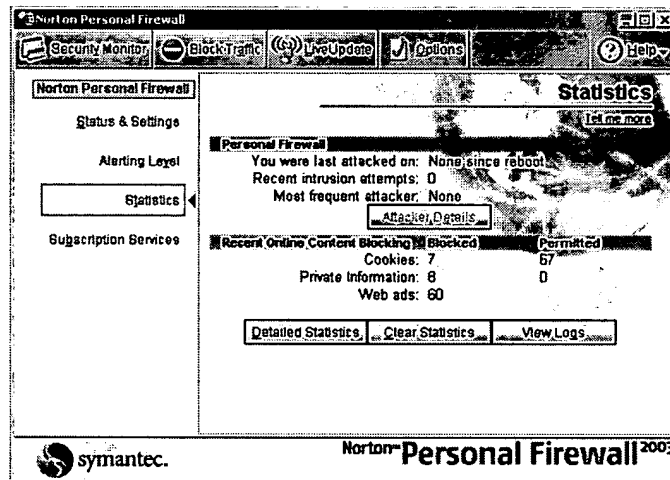 Norton Personal Firewall
Security Monitor Block Traffic LiveUpdate Options Help
Norton Personal Firewall
Status & Settings
Alerting Level
Statistics
Subscription Services
Statistics
Tell me more
Personal Firewall
You were last attacked on: None since reboot
Recent intrusion attempts: 0
Most frequent attacker: None
Attacker Details
Recent Online Content Blocking Blocked Permitted
Cookies: 7 67
Private Information: 8 0
Web ads: 60
Detailed Statistics Clear Statistics View Logs
symantec.
Norton™ Personal Firewall 2003